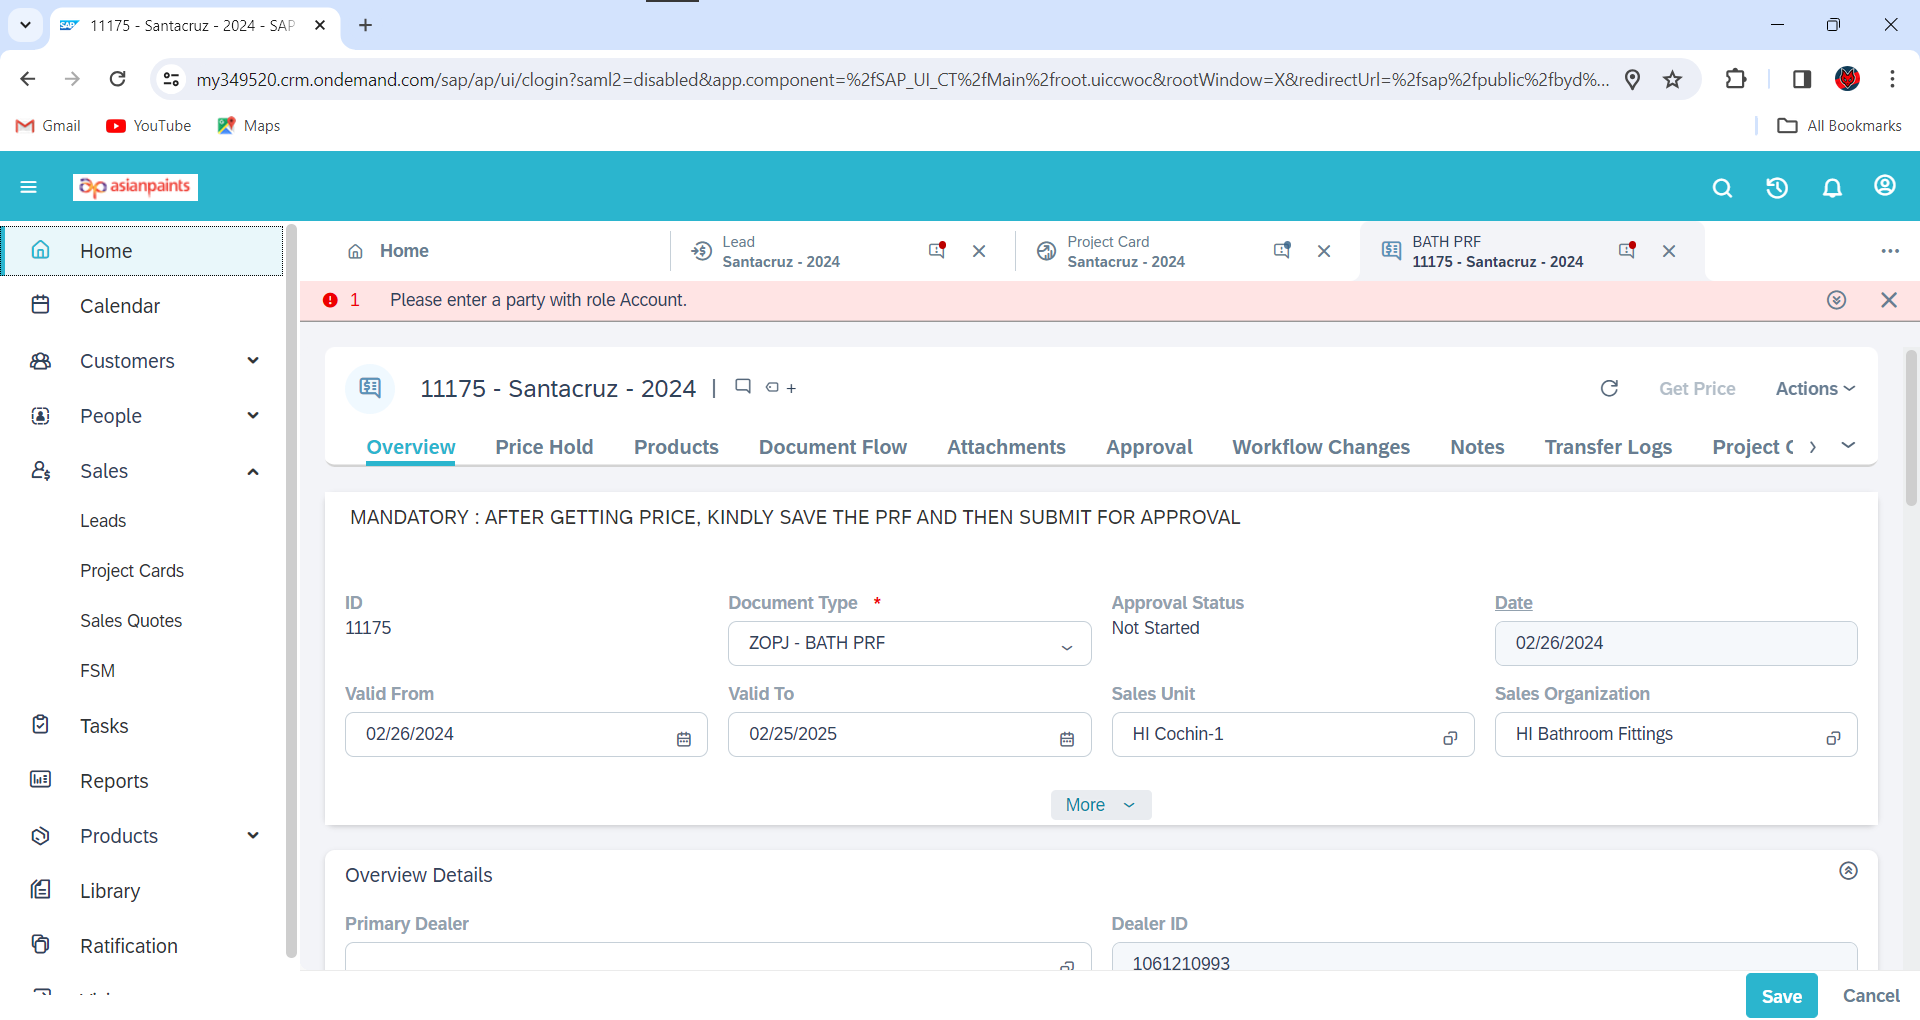 SAP 11175 - Santacruz - 2024 - SAP
my349520.crm.ondemand.com/sap/ap/ui/clogin?saml2=disabled&app.component=%2fSAP_UI_CT%2fMain%2froot.uiccwoc&rootWindow=X&redirectUrl=%2fsap%2fpublic%2fbyd%...
Gmail YouTube Maps All Bookmarks
ap asianpaints
Home
Calendar
Customers
People
Sales
Leads
Project Cards
Sales Quotes
FSM
Tasks
Reports
Products
Library
Ratification
Home
Lead
Santacruz - 2024
Project Card
Santacruz - 2024
BATH PRF
11175 - Santacruz - 2024
1 Please enter a party with role Account.
11175 - Santacruz - 2024 | +
Get Price Actions
Overview Price Hold Products Document Flow Attachments Approval Workflow Changes Notes Transfer Logs Project C
MANDATORY : AFTER GETTING PRICE, KINDLY SAVE THE PRF AND THEN SUBMIT FOR APPROVAL
ID
11175
Document Type *
ZOPJ - BATH PRF
Approval Status
Not Started
Date
02/26/2024
Valid From
02/26/2024
Valid To
02/25/2025
Sales Unit
HI Cochin-1
Sales Organization
HI Bathroom Fittings
More
Overview Details
Primary Dealer
Dealer ID
1061210993
Save Cancel